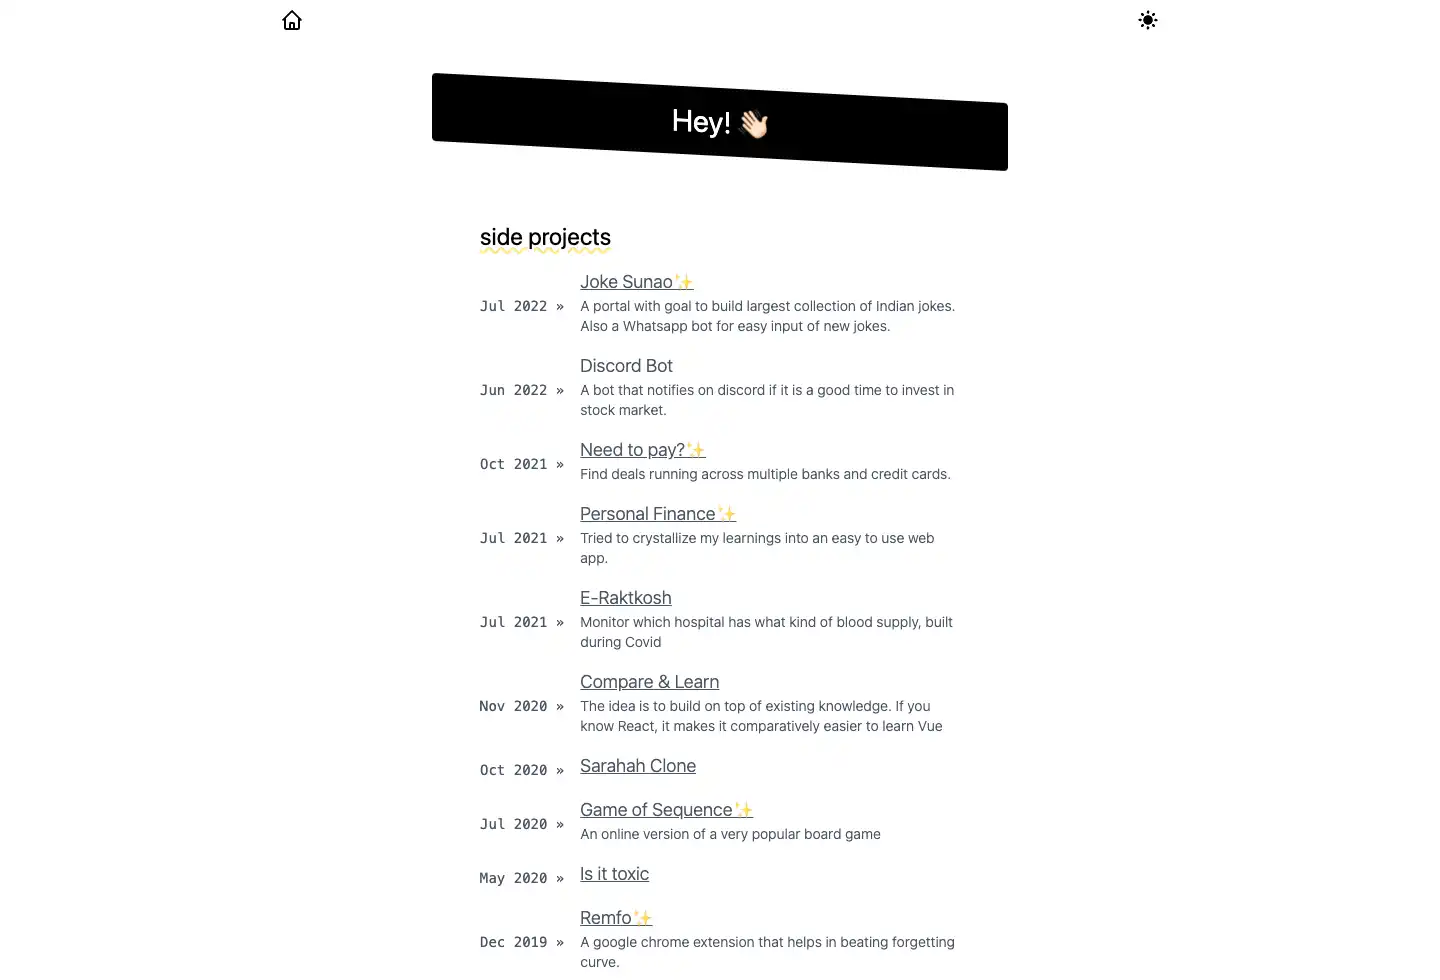 Hey! 👋🏻
side projects
Joke Sunao✨
Jul 2022 » A portal with goal to build largest collection of Indian jokes.
Also a Whatsapp bot for easy input of new jokes.
Discord Bot
Jun 2022 » A bot that notifies on discord if it is a good time to invest in
stock market.
Need to pay?✨
Oct 2021 »
Find deals running across multiple banks and credit cards.
Personal Finance✨
Jul 2021 » Tried to crystallize my learnings into an easy to use web
app.
E-Raktkosh
Jul 2021 » Monitor which hospital has what kind of blood supply, built
during Covid
Compare & Learn
Nov 2020 » The idea is to build on top of existing knowledge. If you
know React, it makes it comparatively easier to learn Vue
Oct 2020 » Sarahah Clone
Game of Sequence✨
Jul 2020 »
An online version of a very popular board game
May 2020 » Is it toxic
Remfo✨
Dec 2019 » A google chrome extension that helps in beating forgetting
curve.